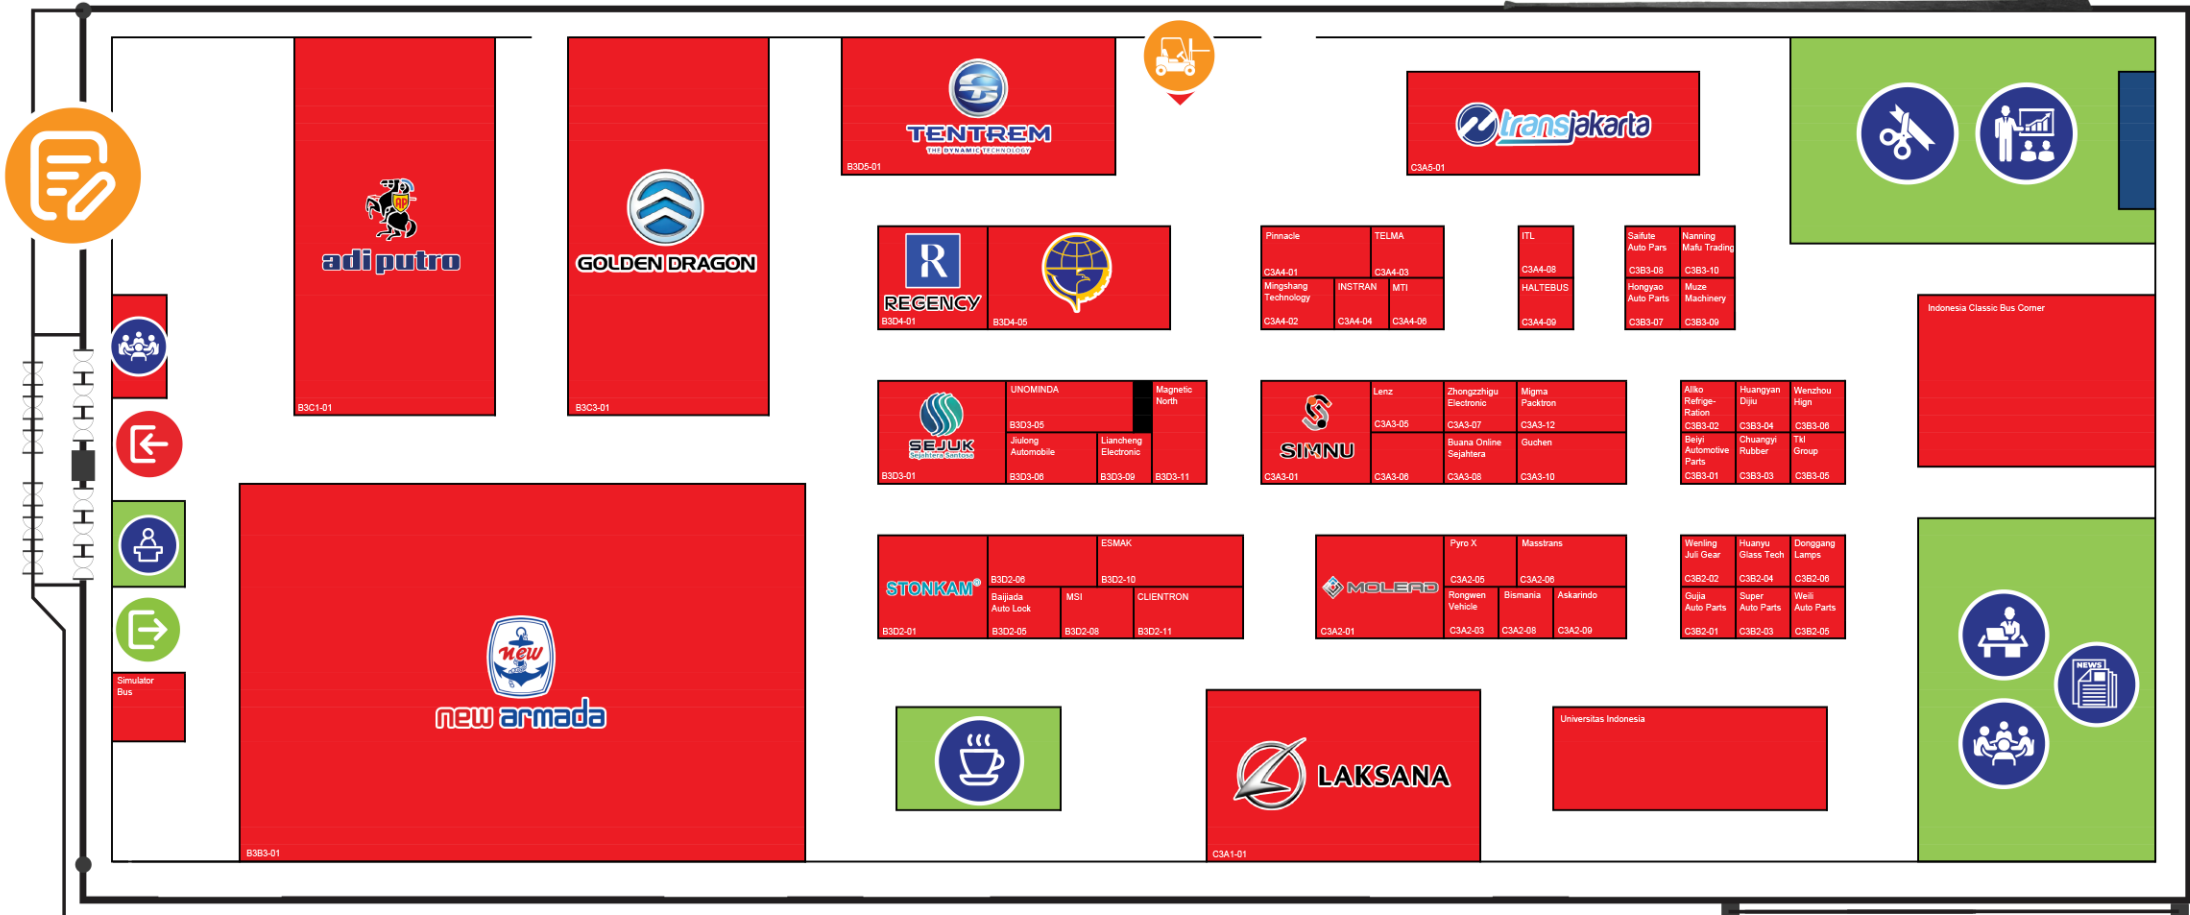 adi putro
B3C1-01
GOLDEN DRAGON
B3C3-01
TENTREM
THE DYNAMIC TECHNOLOGY
B3D5-01
transjakarta
C3A5-01
R
REGENCY
B3D4-01
B3D4-05
Pinnacle
C3A4-01
TELMA
C3A4-03
Mingshang
Technology
C3A4-02
INSTRAN
C3A4-04
MTI
C3A4-06
ITL
C3A4-08
HALTEBUS
C3A4-09
Saifute
Auto Pars
C3B3-08
Nanning
Mafu Trading
C3B3-10
Hongyao
Auto Parts
C3B3-07
Muze
Machinery
C3B3-09
Indonesia Classic Bus Corner
SEJUK
Sejahtera Santosa
B3D3-01
UNOMINDA
B3D3-05
Magnetic
North
B3D3-11
Jiulong
Automobile
B3D3-06
Liancheng
Electronic
B3D3-09
SIMNU
C3A3-01
Lenz
C3A3-05
Zhongzzhigu
Electronic
C3A3-07
Migma
Packtron
C3A3-12
C3A3-06
Buana Online
Sejahtera
C3A3-08
Guchen
C3A3-10
Allko
Refrige-
Ration
C3B3-02
Huangyan
Dijiu
C3B3-04
Wenzhou
Hign
C3B3-06
Beiyi
Automotive
Parts
C3B3-01
Chuangyi
Rubber
C3B3-03
Tkl
Group
C3B3-05
STONKAM®
B3D2-01
B3D2-06
ESMAK
B3D2-10
Baijiada
Auto Lock
B3D2-05
MSI
B3D2-08
CLIENTRON
B3D2-11
MOLEAD
C3A2-01
Pyro X
C3A2-05
Masstrans
C3A2-06
Rongwen
Vehicle
C3A2-03
Bismania
C3A2-08
Askarindo
C3A2-09
Wenling
Juli Gear
C3B2-02
Huanyu
Glass Tech
C3B2-04
Donggang
Lamps
C3B2-06
Gujia
Auto Parts
C3B2-01
Super
Auto Parts
C3B2-03
Weili
Auto Parts
C3B2-05
NEWS
Simulator
Bus
new
new armada
B3B3-01
LAKSANA
C3A1-01
Universitas Indonesia